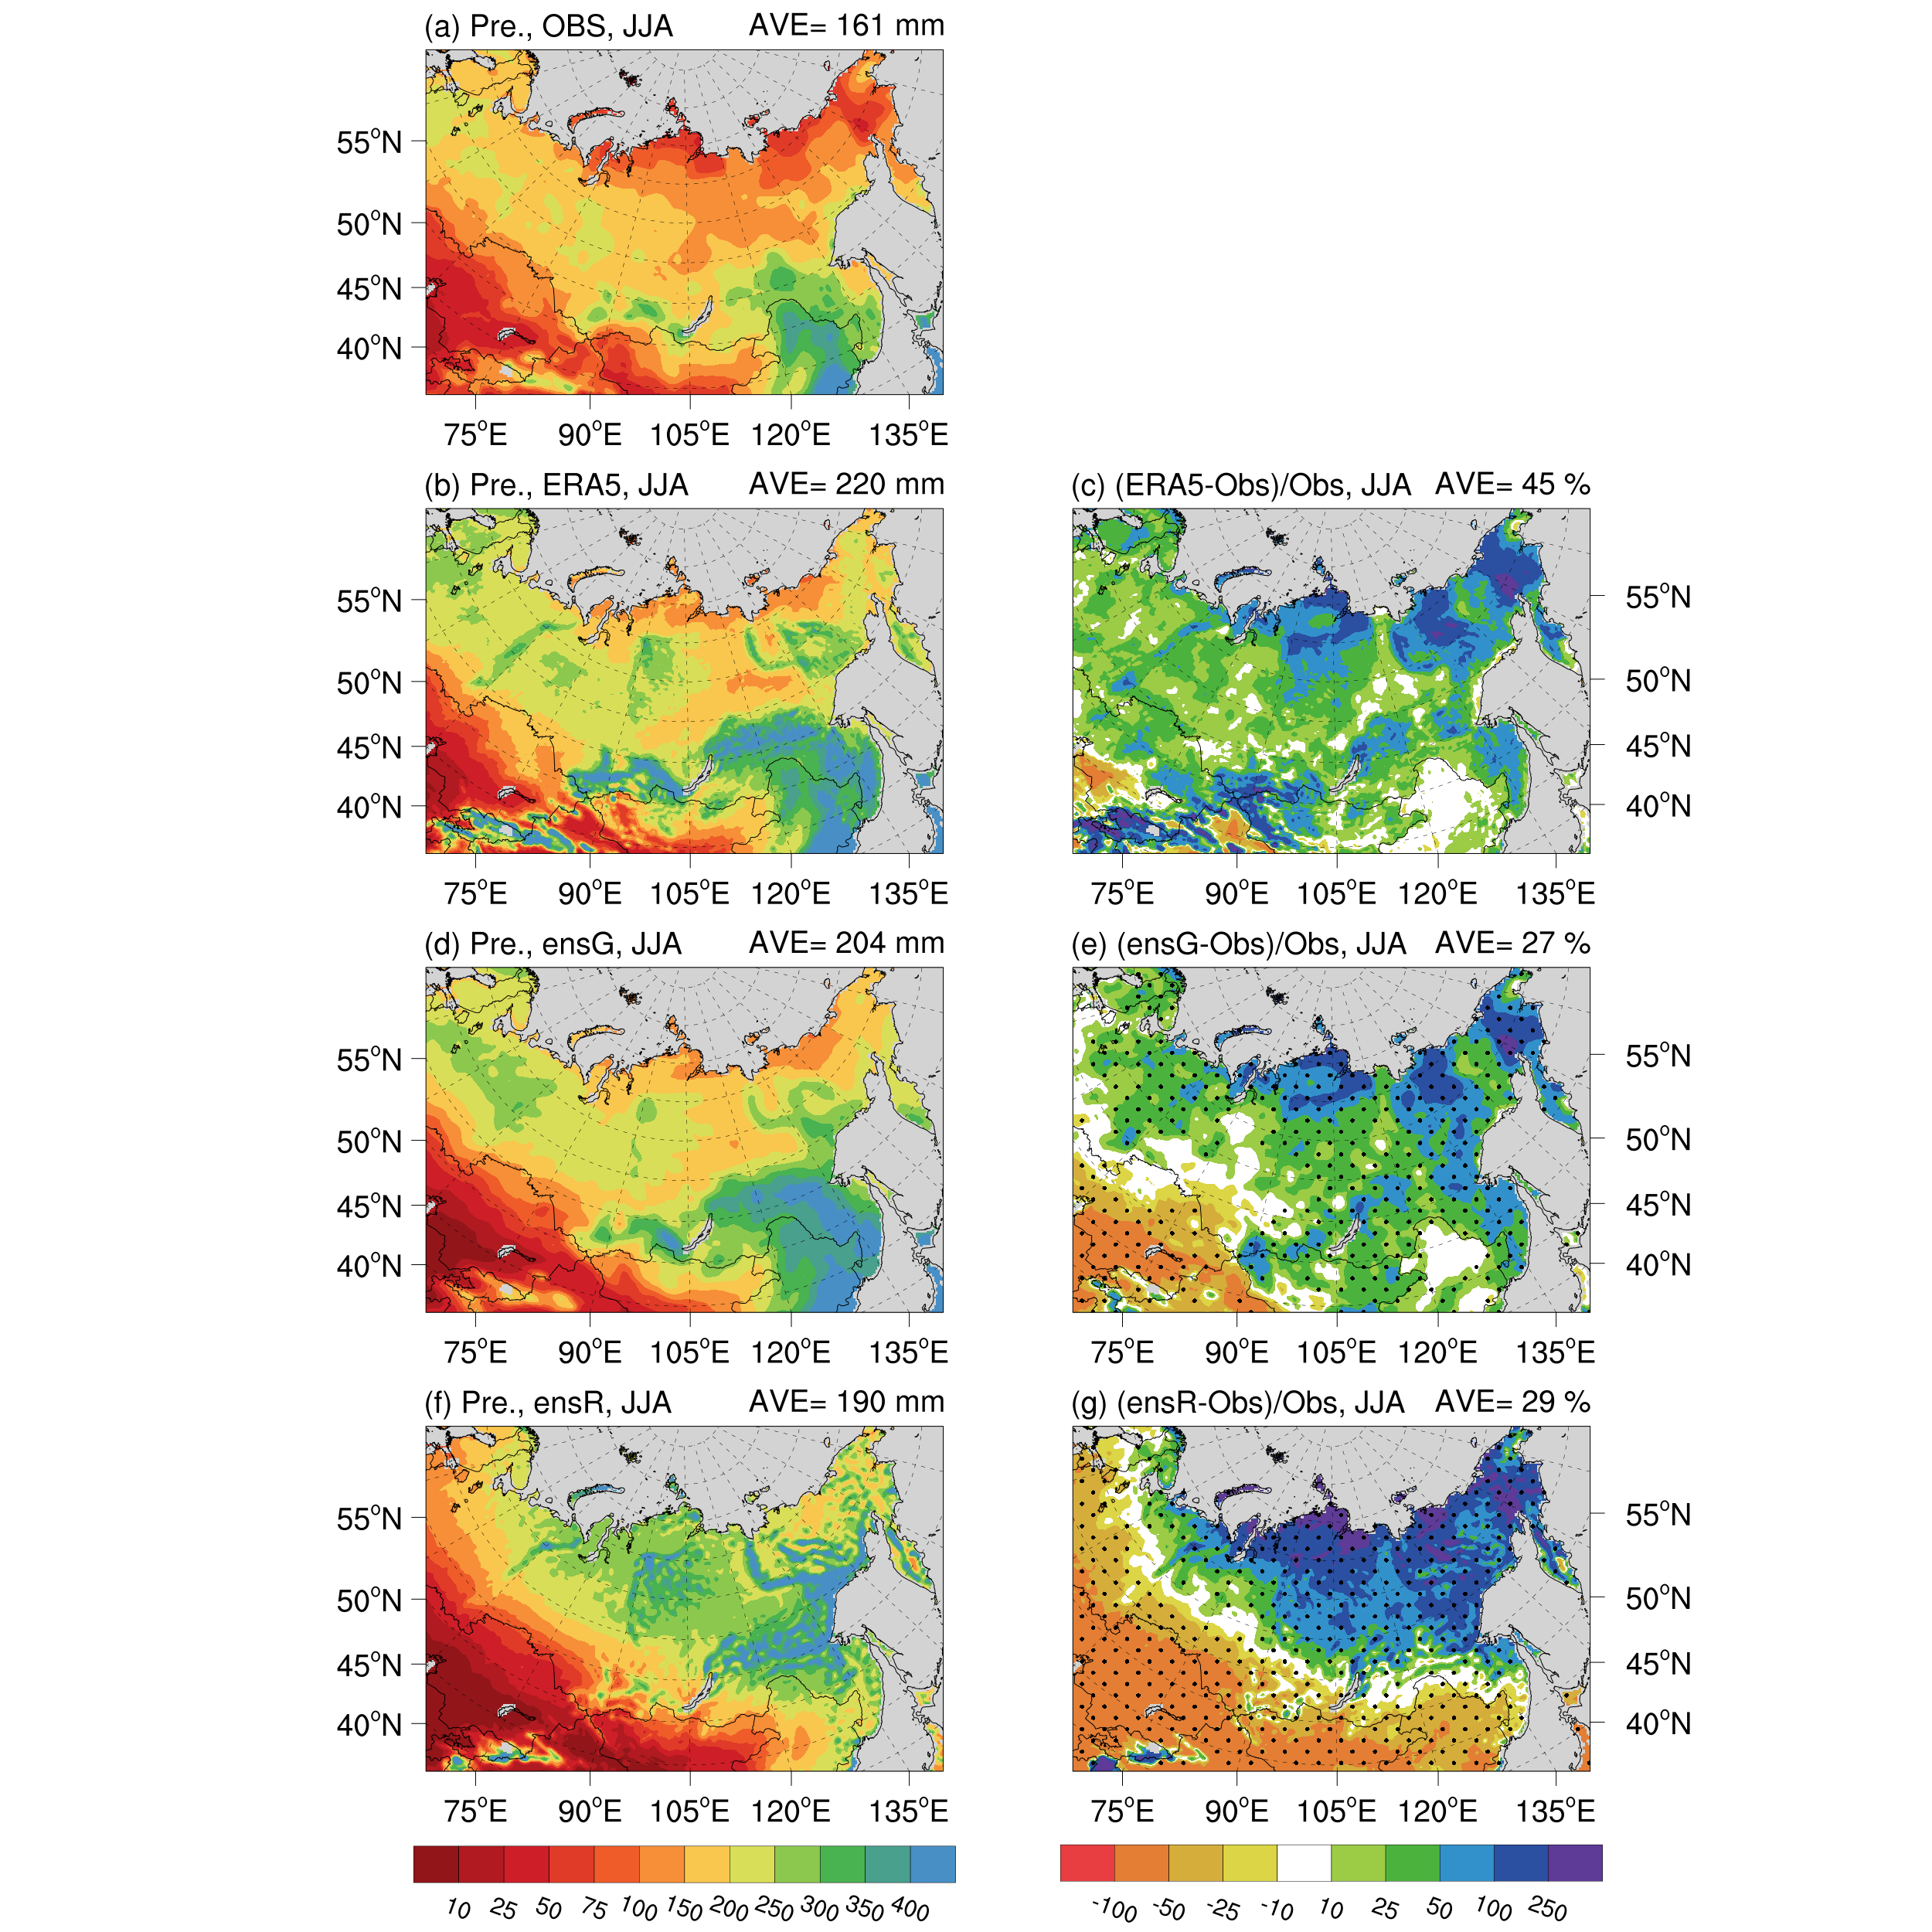 (a) Pre., OBS, JJA AVE= 161 mm
55°N
50°N
45°N
40°N
75°E 90°E 105°E 120°E 135°E
(b) Pre., ERA5, JJA AVE= 220 mm
55°N
50°N
45°N
40°N
75°E 90°E 105°E 120°E 135°E
(c) (ERA5-Obs)/Obs, JJA AVE= 45 %
55°N
50°N
45°N
40°N
75°E 90°E 105°E 120°E 135°E
(d) Pre., ensG, JJA AVE= 204 mm
55°N
50°N
45°N
40°N
75°E 90°E 105°E 120°E 135°E
(e) (ensG-Obs)/Obs, JJA AVE= 27 %
55°N
50°N
45°N
40°N
75°E 90°E 105°E 120°E 135°E
(f) Pre., ensR, JJA AVE= 190 mm
55°N
50°N
45°N
40°N
75°E 90°E 105°E 120°E 135°E
(g) (ensR-Obs)/Obs, JJA AVE= 29 %
55°N
50°N
45°N
40°N
75°E 90°E 105°E 120°E 135°E
10 25 50 75 100 150 200 250 300 350 400
-100 -50 -25 -10 10 25 50 100 250